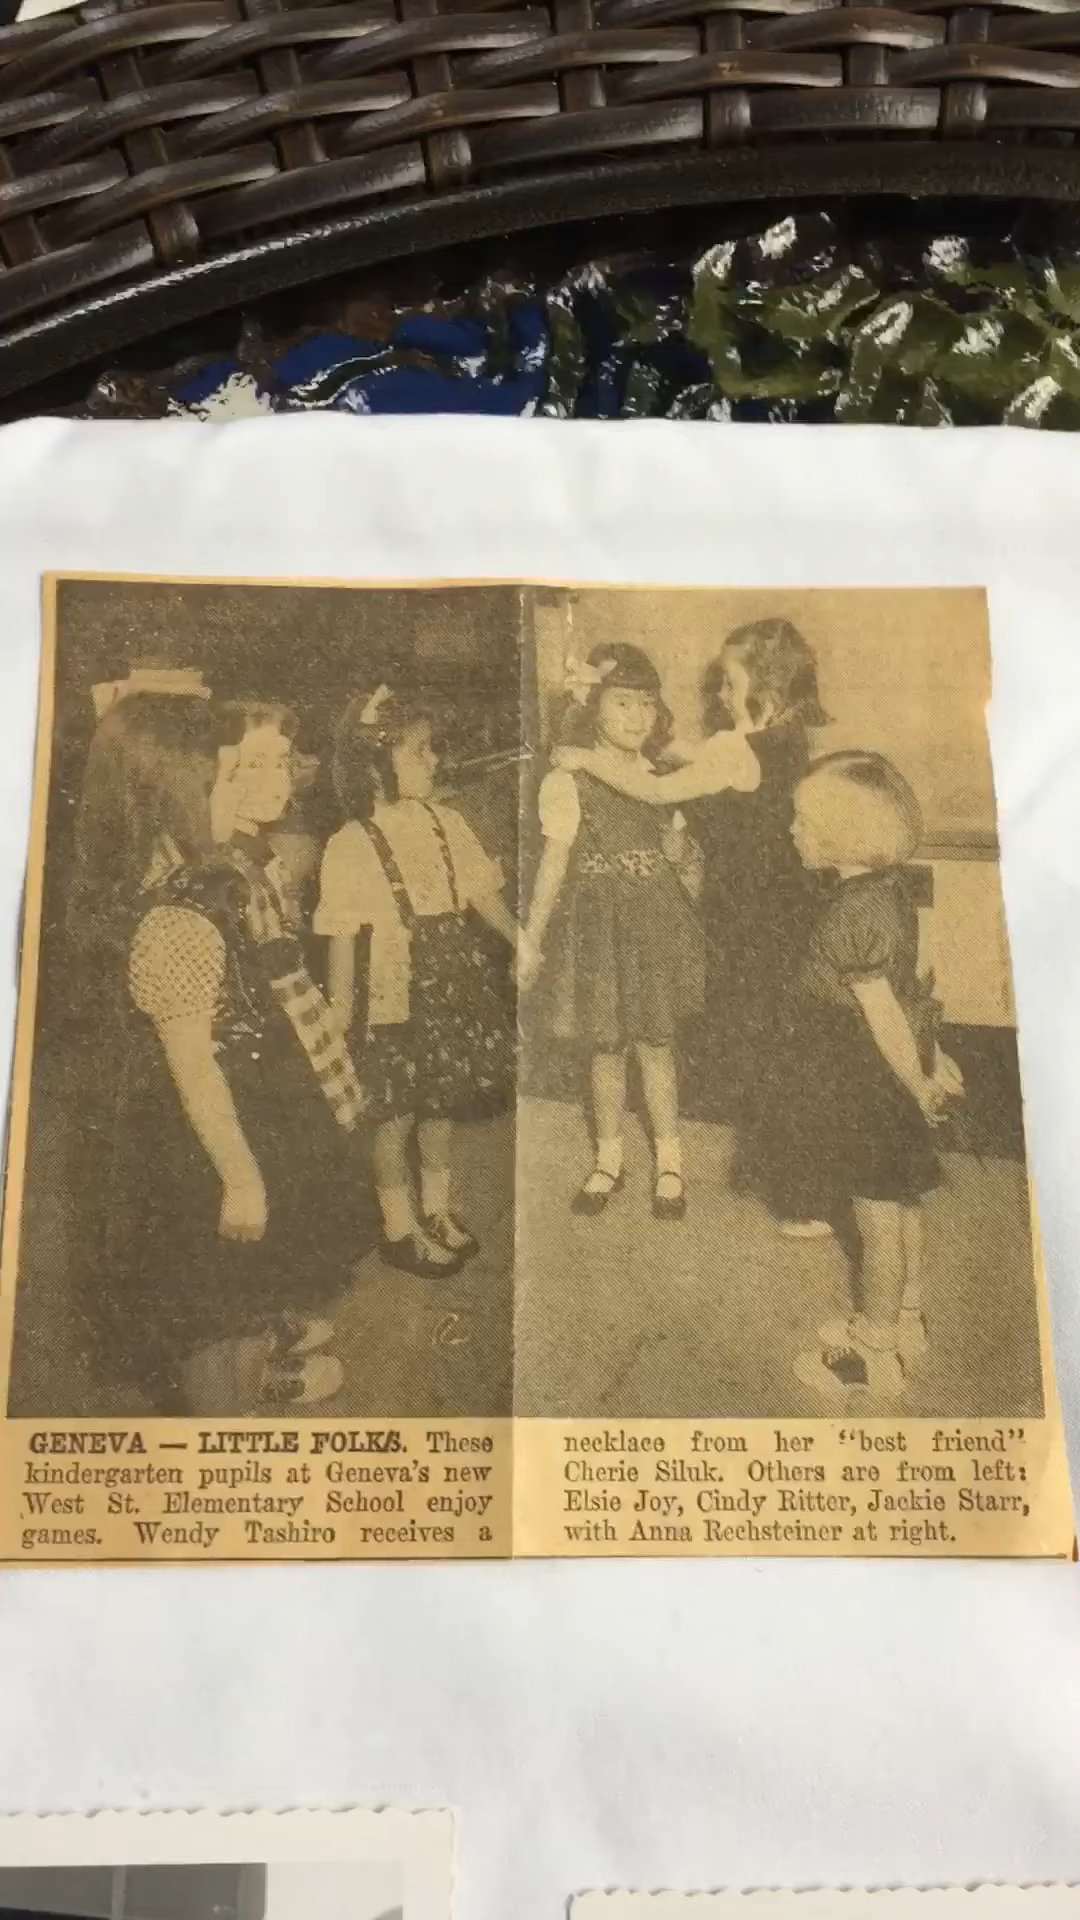 GENEVA — LITTLE FOLKS. These
kindergarten pupils at Geneva's new
West St. Elementary School enjoy
games. Wendy Tashiro receives a
necklace from her "best friend"
Cherie Siluk. Others are from left:
Elsie Joy, Cindy Ritter, Jackie Starr,
with Anna Rechsteiner at right.